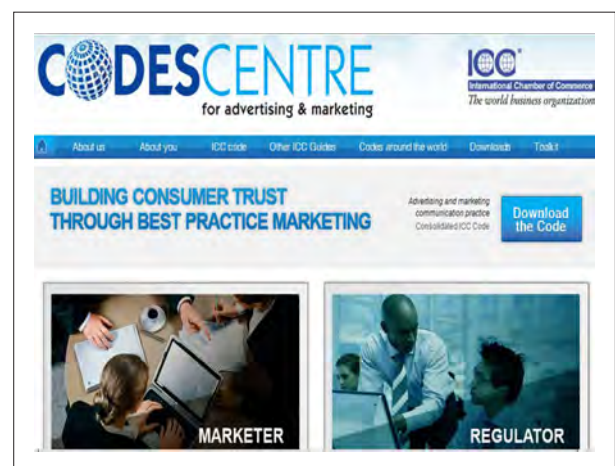 CODESCENTRE
for advertising & marketing
ICC
International Chamber of Commerce
The world business organization
About us About you ICC code Other ICC Guides Codes around the world Downloads Toolkit
BUILDING CONSUMER TRUST
THROUGH BEST PRACTICE MARKETING
Advertising and marketing
communication practice
Consolidated ICC Code
Download
the Code
MARKETER
REGULATOR